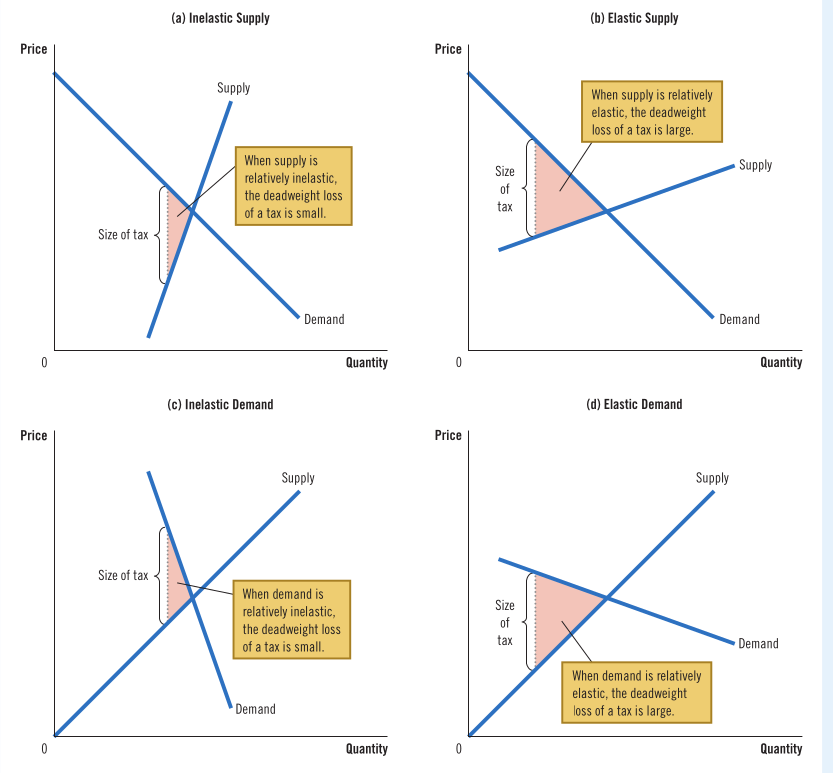 (a) Inelastic Supply
Price
Supply
When supply is
relatively inelastic,
the deadweight loss
of a tax is small.
Size of tax
Demand
0
Quantity
(b) Elastic Supply
Price
When supply is relatively
elastic, the deadweight
loss of a tax is large.
Size
of
tax
Supply
Demand
0
Quantity
(c) Inelastic Demand
Price
Supply
Size of tax
When demand is
relatively inelastic,
the deadweight loss
of a tax is small.
Demand
0
Quantity
(d) Elastic Demand
Price
Supply
Size
of
tax
Demand
When demand is relatively
elastic, the deadweight
loss of a tax is large.
0
Quantity